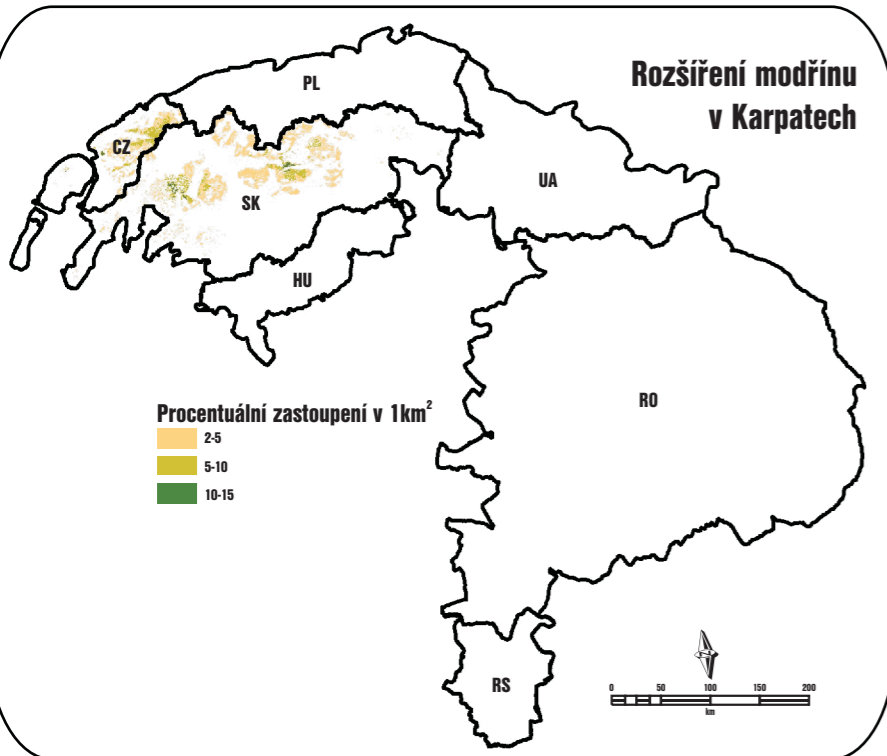 Rozšíření modřínu
v Karpatech
PL
CZ
SK
UA
HU
RO
RS
Procentuální zastoupení v 1km²
2-5
5-10
10-15
0 50 100 150 200
km